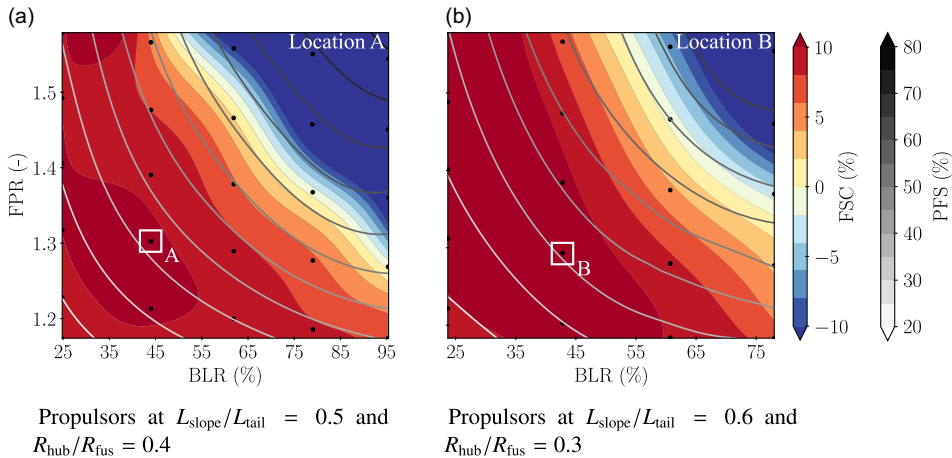 (a)
Location A
FPR (-)
1.5
1.4
1.3
1.2
A
25
35
45
55
65
75
85
95
BLR (%)
(b)
Location B
B
25
35
45
55
65
75
BLR (%)
10
5
0
−5
−10
FSC (%)
80
70
60
50
40
30
20
PFS (%)
Propulsors at L_slope/L_tail = 0.5 and
R_hub/R_fus = 0.4
Propulsors at L_slope/L_tail = 0.6 and
R_hub/R_fus = 0.3